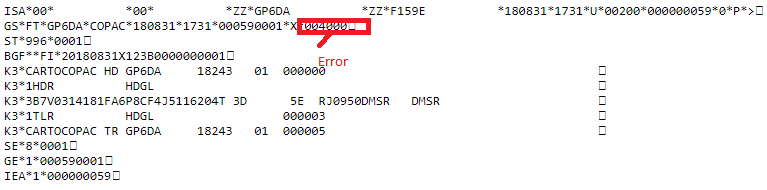 ISA*00*          *00*          *ZZ*GP6DA          *ZZ*F159E          *180831*1731*U*00200*000000059*0*P*>
GS*FT*GP6DA*COPAC*180831*1731*000590001*X*004000
ST*996*0001
BGF**FI*20180831X123B0000000001
Error
K3*CARTOCOPAC HD GP6DA     18243   01  000000
K3*1HDR          HDGL
K3*3B7V0314181FA6P8CF4J5116204T 3D      5E  RJ0950DMSR   DMSR
K3*1TLR          HDGL                  000003
K3*CARTOCOPAC TR GP6DA     18243   01  000005
SE*8*0001
GE*1*000590001
IEA*1*000000059